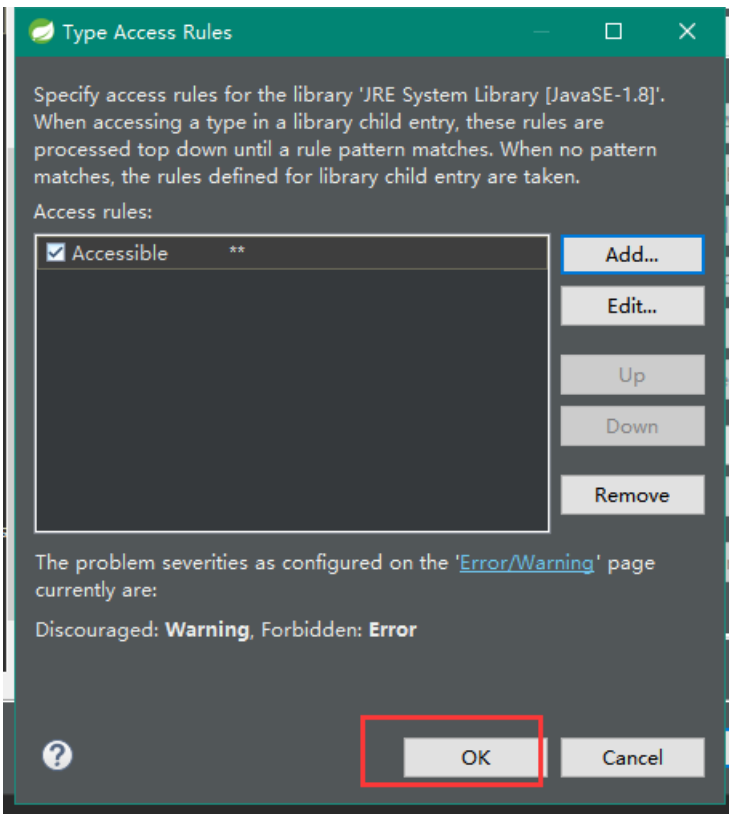 Type Access Rules
Specify access rules for the library 'JRE System Library [JavaSE-1.8]'.
When accessing a type in a library child entry, these rules are
processed top down until a rule pattern matches. When no pattern
matches, the rules defined for library child entry are taken.
Access rules:
Accessible **
Add...
Edit...
Up
Down
Remove
The problem severities as configured on the 'Error/Warning' page
currently are:
Discouraged: Warning, Forbidden: Error
OK
Cancel